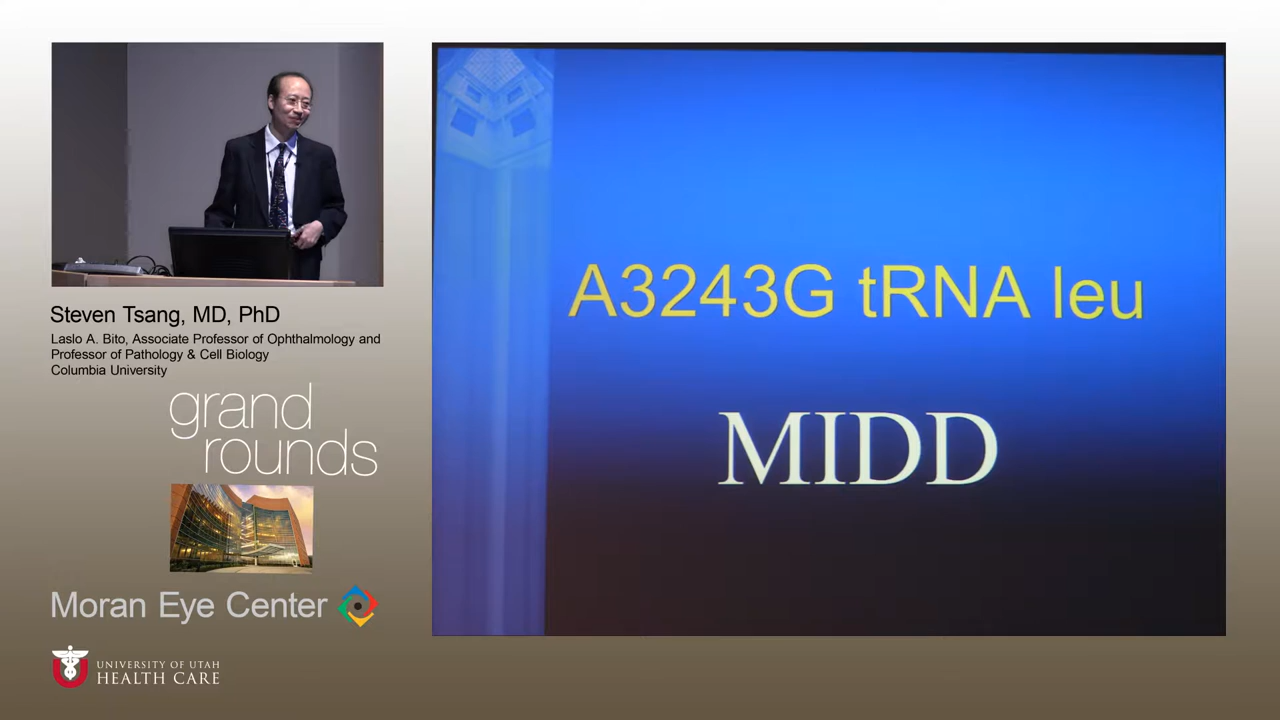 Steven Tsang, MD, PhD
Laslo A. Bito, Associate Professor of Ophthalmology and
Professor of Pathology & Cell Biology
Columbia University
grand
rounds
Moran Eye Center
UNIVERSITY OF UTAH
HEALTH CARE
A3243G tRNA leu
MIDD